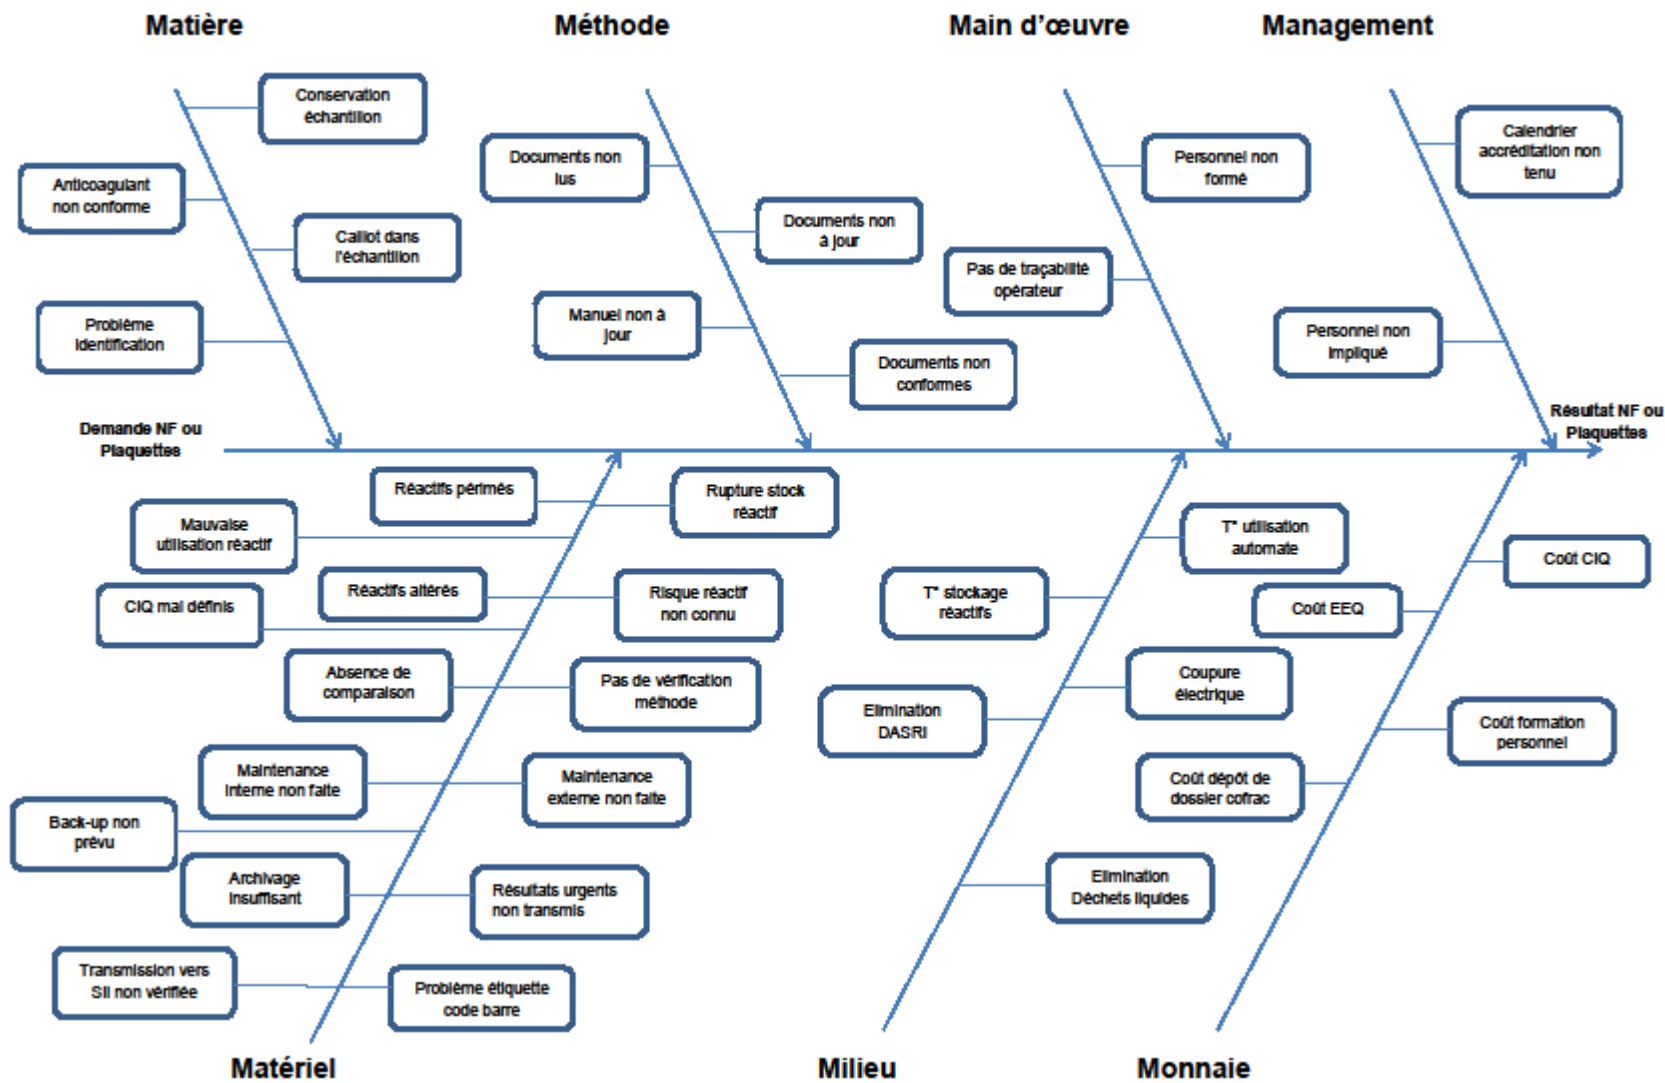 Matière
Méthode
Main d’œuvre
Management
Conservation
échantillon
Anticoagulant
non conforme
Caillot dans
l’échantillon
Problème
Identification
Documents non
lus
Documents non
à jour
Manuel non à
jour
Documents non
conformes
Personnel non
formé
Pas de traçabilité
opérateur
Calendrier
accréditation non
tenu
Personnel non
Impliqué
Demande NF ou
Plaquettes
Résultat NF ou
Plaquettes
Réactifs périmés
Rupture stock
réactif
Mauvaise
utilisation réactif
Réactifs altérés
Risque réactif
non connu
CIQ mal définis
Absence de
comparaison
Pas de vérification
méthode
Maintenance
Interne non faite
Maintenance
externe non faite
Back-up non
prévu
Archivage
Insuffisant
Résultats urgents
non transmis
Transmission vers
SIl non vérifiée
Problème étiquette
code barre
T° utilisation
automate
T° stockage
réactifs
Coupure
électrique
Elimination
DASRI
Elimination
Déchets liquides
Coût CIQ
Coût EEQ
Coût formation
personnel
Coût dépôt de
dossier cofrac
Matériel
Milieu
Monnaie